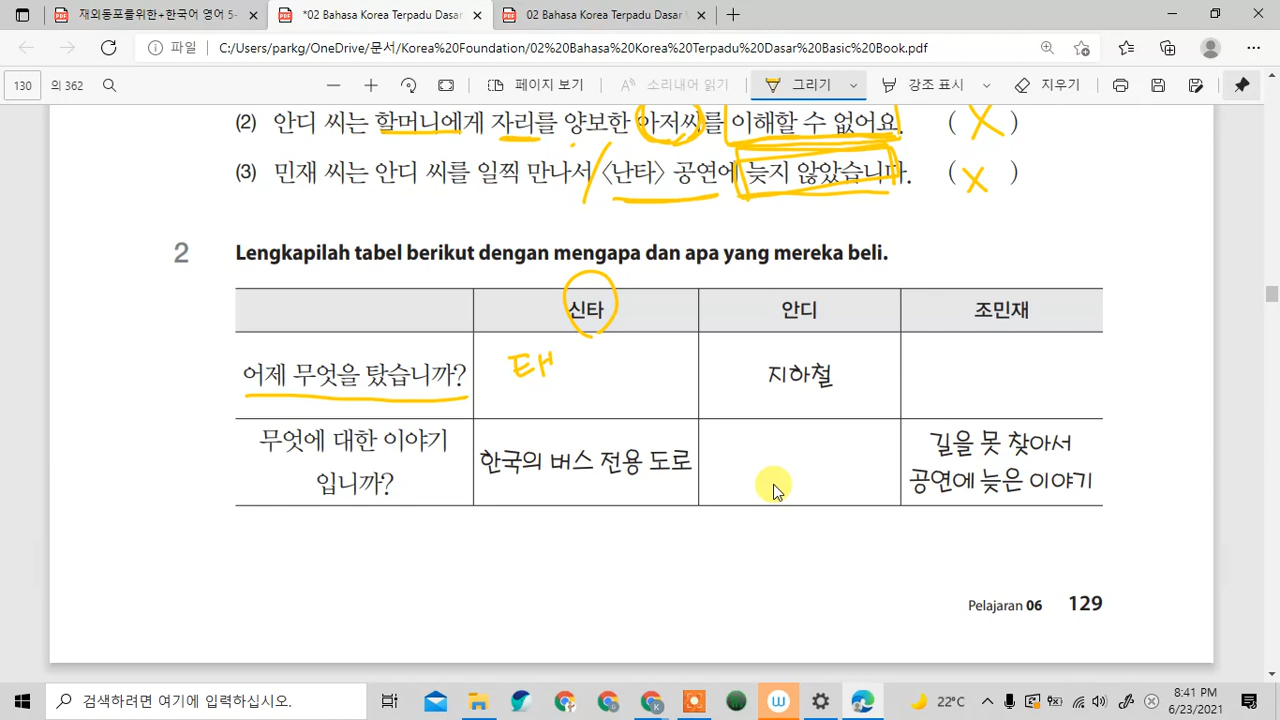 재외동포를위한+한국어 영어 5-
*02 Bahasa Korea Terpadu Dasar
02 Bahasa Korea Terpadu Dasar
파일
C:/Users/parkg/OneDrive/문서/Korea%20Foundation/02%20Bahasa%20Korea%20Terpadu%20Dasar%20Basic%20Book.pdf
130 의 362
페이지 보기
소리내어 읽기
그리기
강조 표시
지우기
(2) 안디 씨는 할머니에게 자리를 양보한 아저씨를 이해할 수 없어요. ( X )
(3) 민재 씨는 안디 씨를 일찍 만나서 〈난타〉 공연에 늦지 않았습니다. ( X )
2 Lengkapilah tabel berikut dengan mengapa dan apa yang mereka beli.
신타 안디 조민재
어제 무엇을 탔습니까? 태 지하철
무엇에 대한 이야기
입니까?
한국의 버스 전용 도로
길을 못 찾아서
공연에 늦은 이야기
Pelajaran 06 129
검색하려면 여기에 입력하십시오.
22°C
8:41 PM
6/23/2021